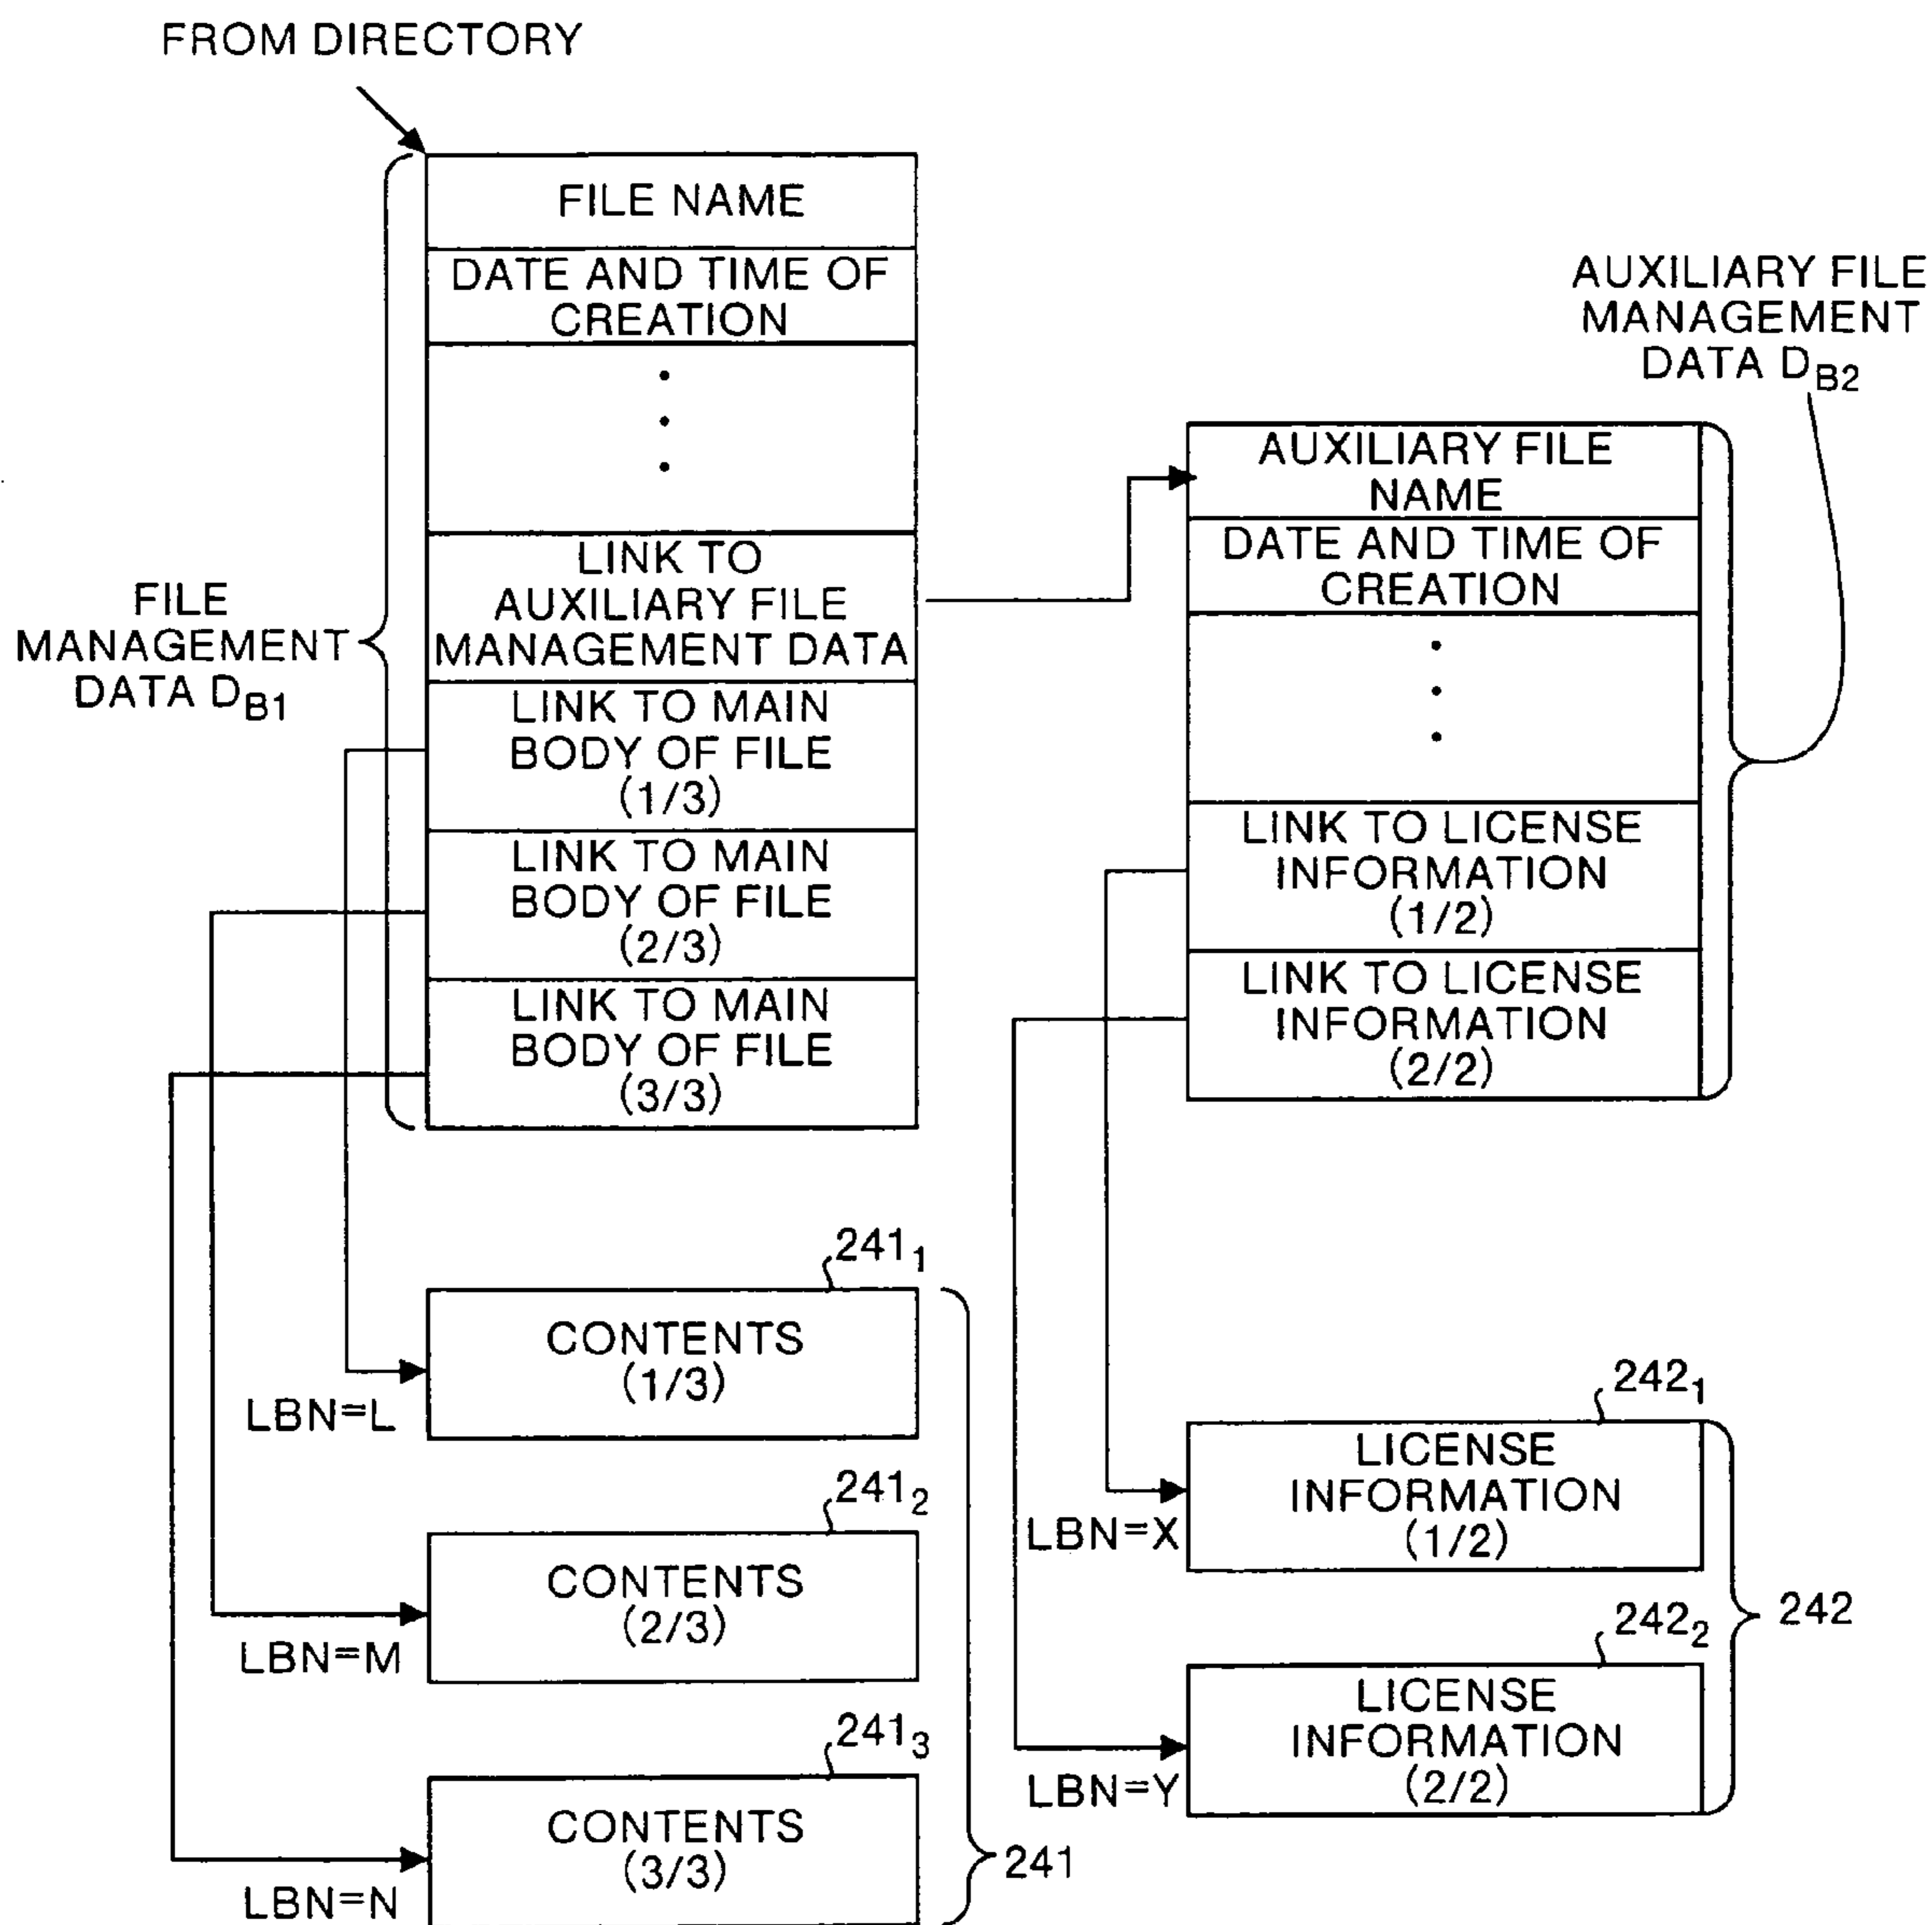 FROM DIRECTORY
FILE NAME
DATE AND TIME OF
CREATION
LINK TO
AUXILIARY FILE
MANAGEMENT DATA
LINK TO MAIN
BODY OF FILE
(1/3)
LINK TO MAIN
BODY OF FILE
(2/3)
LINK TO MAIN
BODY OF FILE
(3/3)
FILE
MANAGEMENT
DATA DB1
AUXILIARY FILE
MANAGEMENT
DATA DB2
AUXILIARY FILE
NAME
DATE AND TIME OF
CREATION
LINK TO LICENSE
INFORMATION
(1/2)
LINK TO LICENSE
INFORMATION
(2/2)
241₁
CONTENTS
(1/3)
LBN=L
241₂
CONTENTS
(2/3)
LBN=M
241₃
CONTENTS
(3/3)
LBN=N
241
242₁
LICENSE
INFORMATION
(1/2)
LBN=X
242₂
LICENSE
INFORMATION
(2/2)
LBN=Y
242